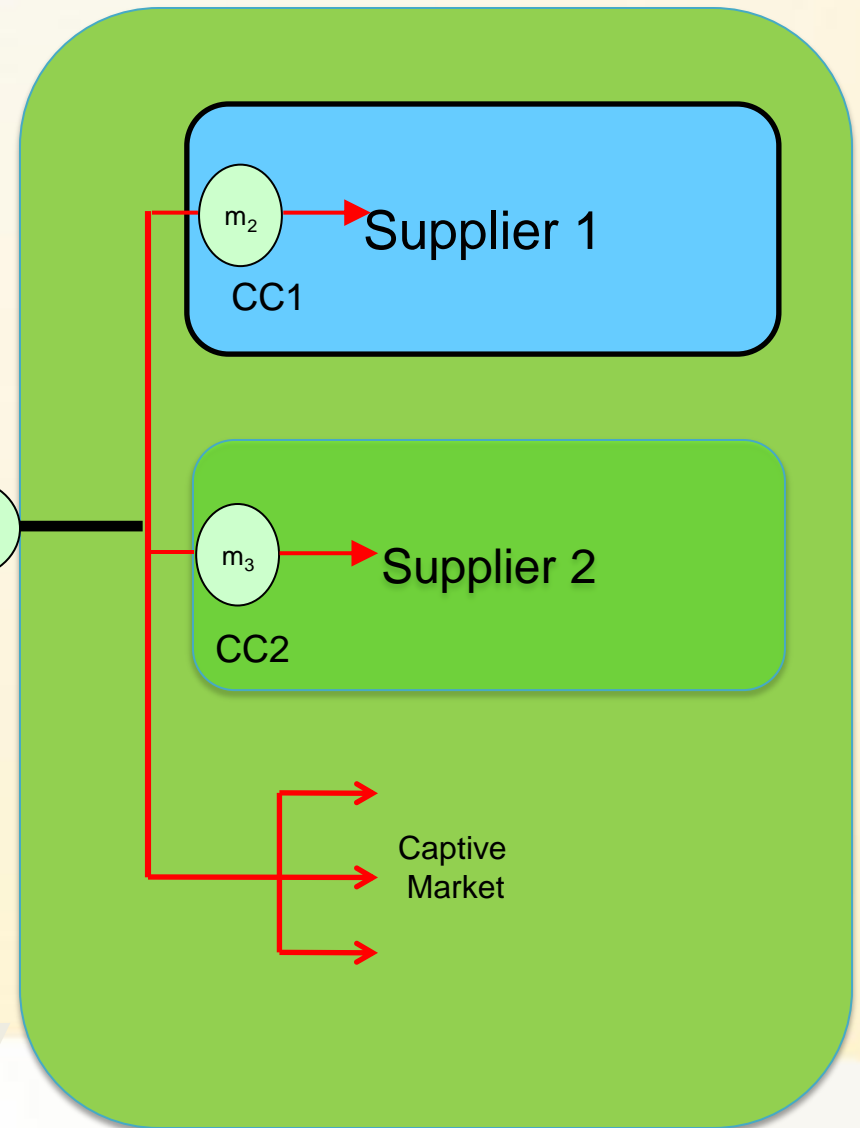 m₂
Supplier 1
CC1
m₃
Supplier 2
CC2
Captive
Market